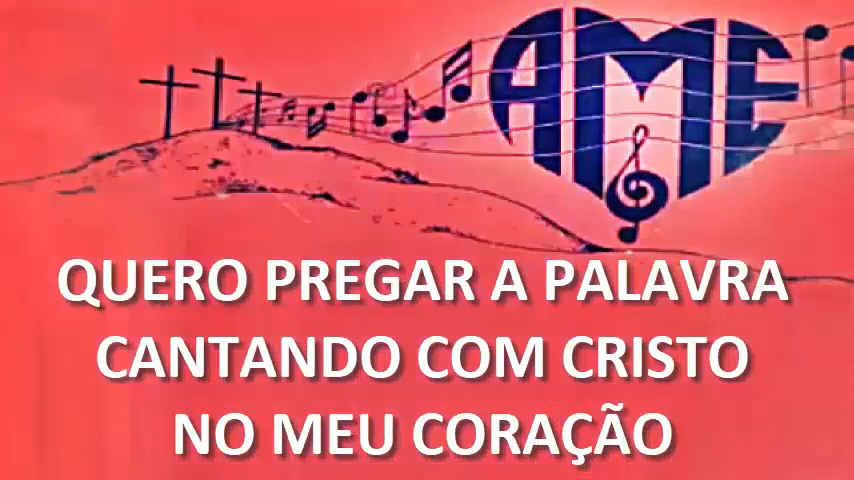 AME
QUERO PREGAR A PALAVRA
CANTANDO COM CRISTO
NO MEU CORAÇÃO